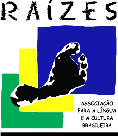 RAÍZES
ASSOCIAÇÃO
PARA A LÍNGUA
E A CULTURA
BRASILEIRA